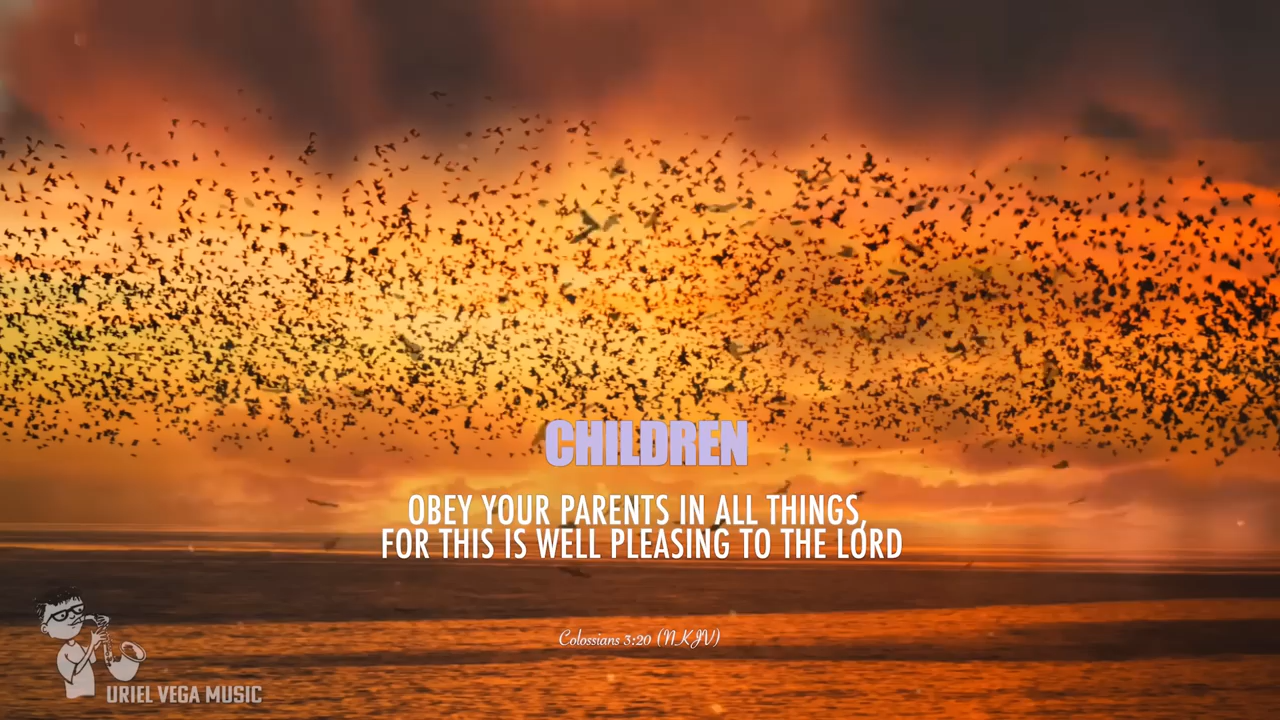 CHILDREN
OBEY YOUR PARENTS IN ALL THINGS,
FOR THIS IS WELL PLEASING TO THE LORD
Colossians 3:20 (NKJV)
URIEL VEGA MUSIC